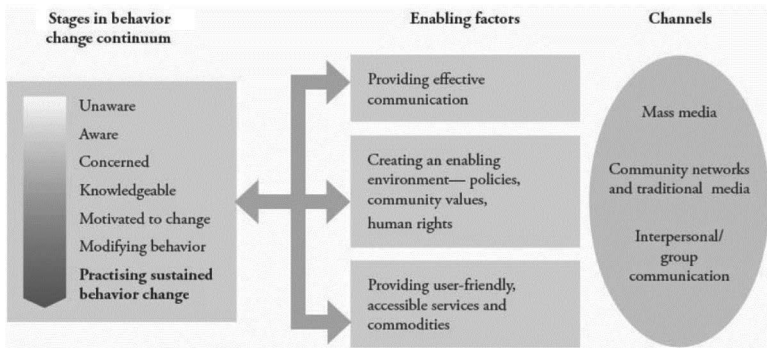 Stages in behavior
change continuum
Unaware
Aware
Concerned
Knowledgeable
Motivated to change
Modifying behavior
Practising sustained
behavior change
Enabling factors
Providing effective
communication
Creating an enabling
environment— policies,
community values,
human rights
Providing user-friendly,
accessible services and
commodities
Channels
Mass media
Community networks
and traditional media
Interpersonal/
group
communication